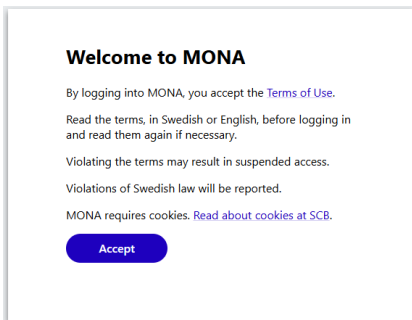 Welcome to MONA
By logging into MONA, you accept the Terms of Use.
Read the terms, in Swedish or English, before logging in
and read them again if necessary.
Violating the terms may result in suspended access.
Violations of Swedish law will be reported.
MONA requires cookies. Read about cookies at SCB.
Accept